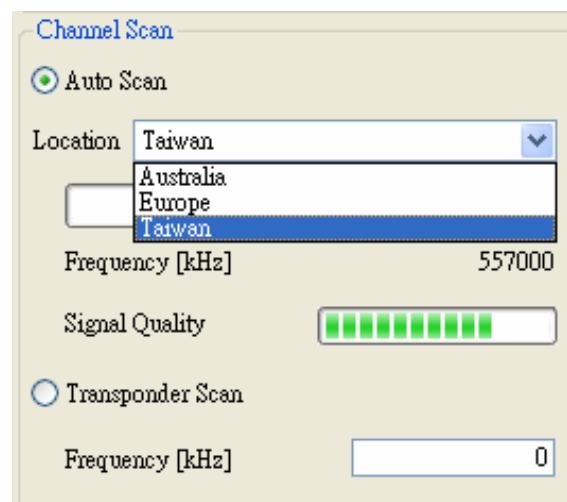 Channel Scan
Auto Scan
Location Taiwan
Australia
Europe
Taiwan
Frequency [kHz] 557000
Signal Quality
Transponder Scan
Frequency [kHz] 0